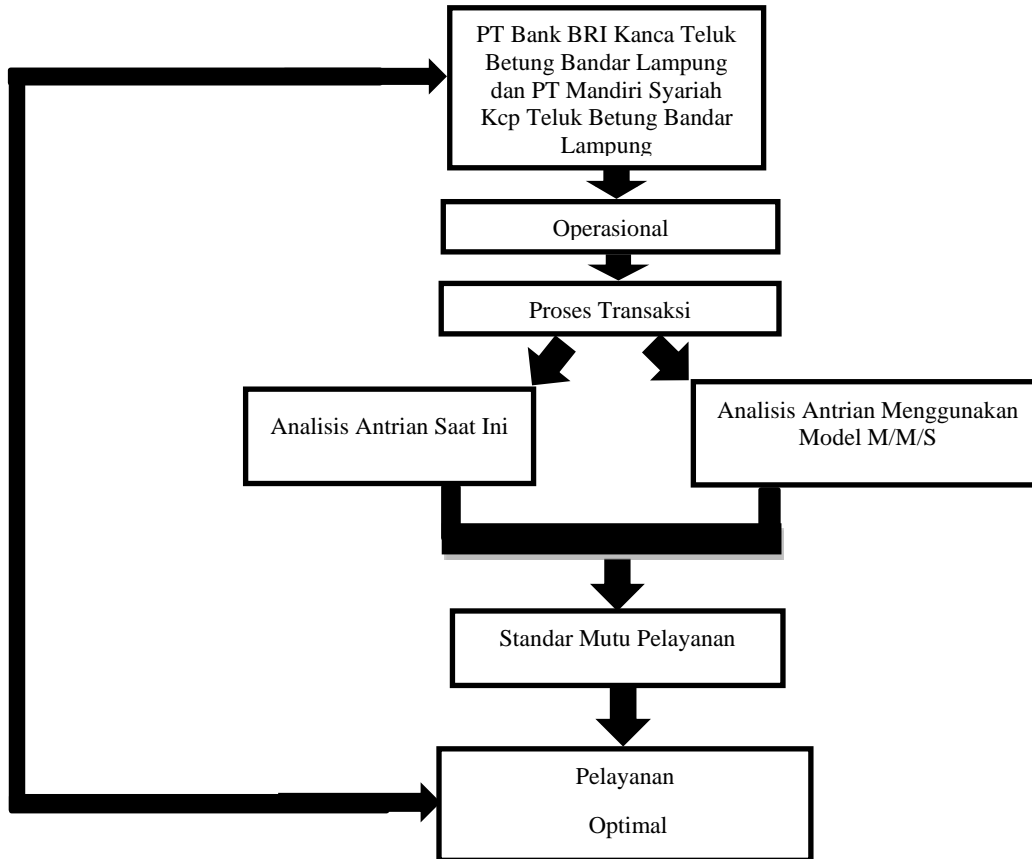 PT Bank BRI Kanca Teluk
Betung Bandar Lampung
dan PT Mandiri Syariah
Kcp Teluk Betung Bandar
Lampung
Operasional
Proses Transaksi
Analisis Antrian Saat Ini
Analisis Antrian Menggunakan
Model M/M/S
Standar Mutu Pelayanan
Pelayanan
Optimal